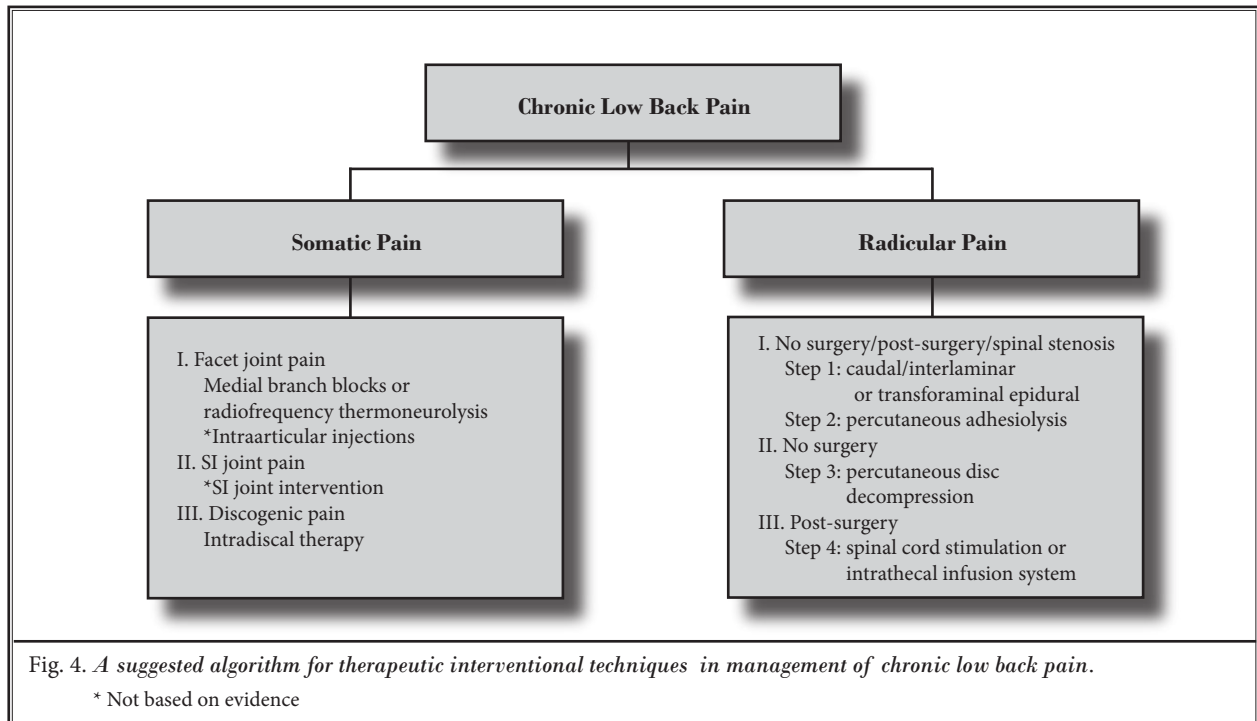 Chronic Low Back Pain
Somatic Pain
Radicular Pain
I. Facet joint pain
Medial branch blocks or
radiofrequency thermoneurolysis
*Intraarticular injections
II. SI joint pain
*SI joint intervention
III. Discogenic pain
Intradiscal therapy
I. No surgery/post-surgery/spinal stenosis
Step 1: caudal/interlaminar
or transforaminal epidural
Step 2: percutaneous adhesiolysis
II. No surgery
Step 3: percutaneous disc
decompression
III. Post-surgery
Step 4: spinal cord stimulation or
intrathecal infusion system
Fig. 4. A suggested algorithm for therapeutic interventional techniques in management of chronic low back pain.
* Not based on evidence